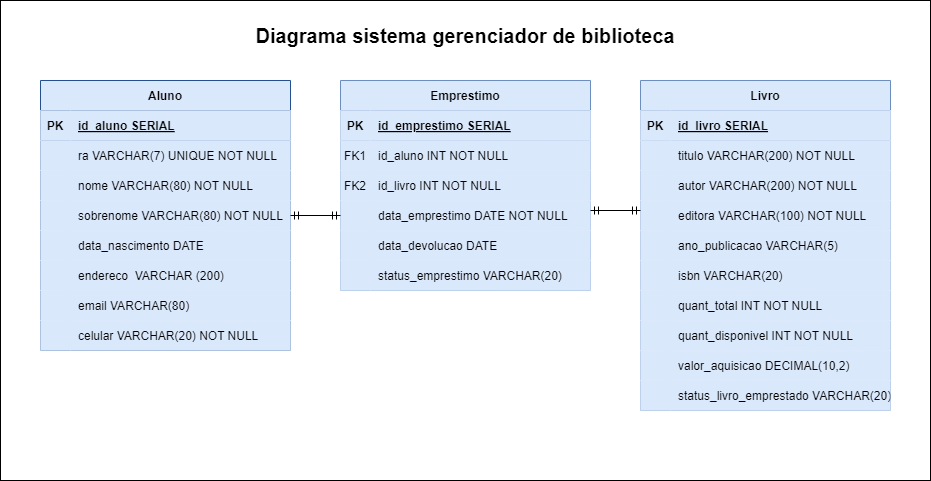 Diagrama sistema gerenciador de biblioteca
Aluno
PK id_aluno SERIAL
ra VARCHAR(7) UNIQUE NOT NULL
nome VARCHAR(80) NOT NULL
sobrenome VARCHAR(80) NOT NULL
data_nascimento DATE
endereco VARCHAR (200)
email VARCHAR(80)
celular VARCHAR(20) NOT NULL
Emprestimo
PK id_emprestimo SERIAL
FK1 id_aluno INT NOT NULL
FK2 id_livro INT NOT NULL
data_emprestimo DATE NOT NULL
data_devolucao DATE
status_emprestimo VARCHAR(20)
Livro
PK id_livro SERIAL
titulo VARCHAR(200) NOT NULL
autor VARCHAR(200) NOT NULL
editora VARCHAR(100) NOT NULL
ano_publicacao VARCHAR(5)
isbn VARCHAR(20)
quant_total INT NOT NULL
quant_disponivel INT NOT NULL
valor_aquisicao DECIMAL(10,2)
status_livro_emprestado VARCHAR(20)